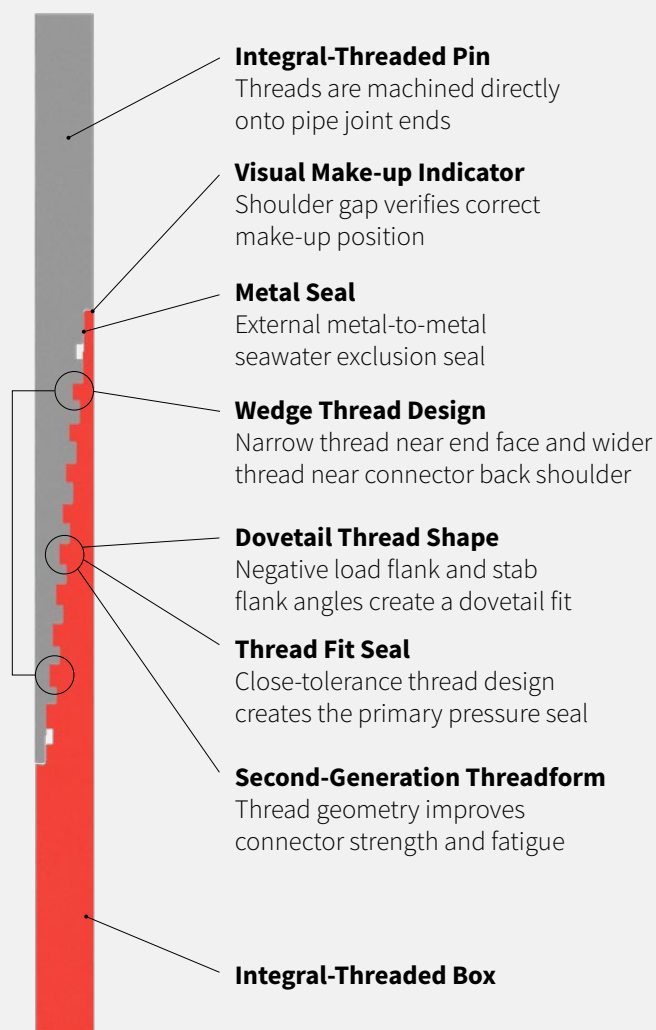 Integral-Threaded Pin
Threads are machined directly
onto pipe joint ends
Visual Make-up Indicator
Shoulder gap verifies correct
make-up position
Metal Seal
External metal-to-metal
seawater exclusion seal
Wedge Thread Design
Narrow thread near end face and wider
thread near connector back shoulder
Dovetail Thread Shape
Negative load flank and stab
flank angles create a dovetail fit
Thread Fit Seal
Close-tolerance thread design
creates the primary pressure seal
Second-Generation Threadform
Thread geometry improves
connector strength and fatigue
Integral-Threaded Box